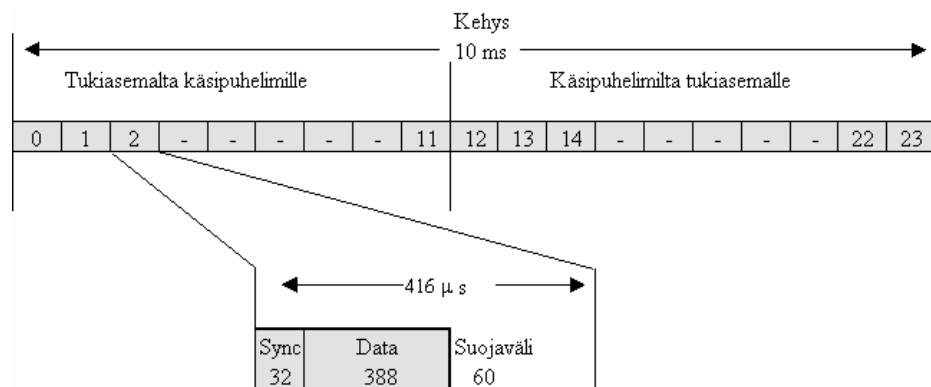 Kehys
10 ms
Tukiasemalta käsipuhelimille
Käsipuhelimilta tukiasemalle
0 1 2 - - - - - 11 12 13 14 - - - - - 22 23
416 μ s
Sync Data Suojaväli
32 388 60